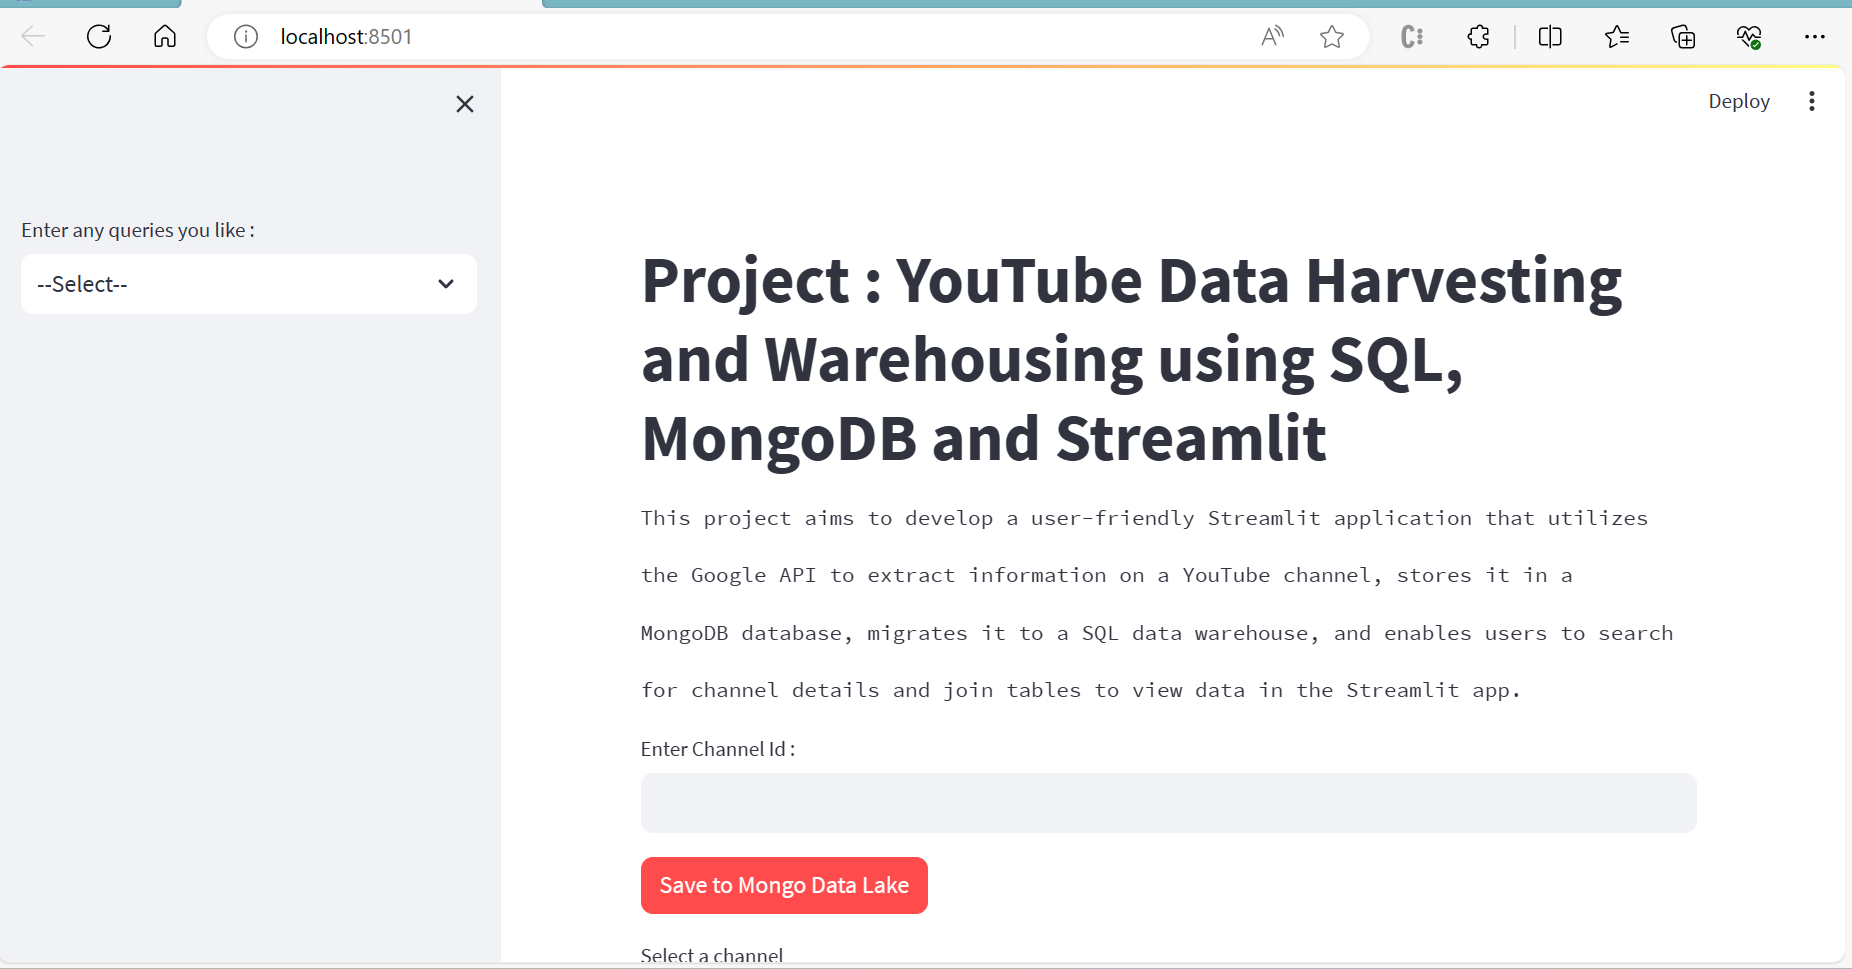 localhost:8501
Deploy
Enter any queries you like :
--Select--
Project : YouTube Data Harvesting
and Warehousing using SQL,
MongoDB and Streamlit
This project aims to develop a user-friendly Streamlit application that utilizes
the Google API to extract information on a YouTube channel, stores it in a
MongoDB database, migrates it to a SQL data warehouse, and enables users to search
for channel details and join tables to view data in the Streamlit app.
Enter Channel Id :
Save to Mongo Data Lake
Select a channel